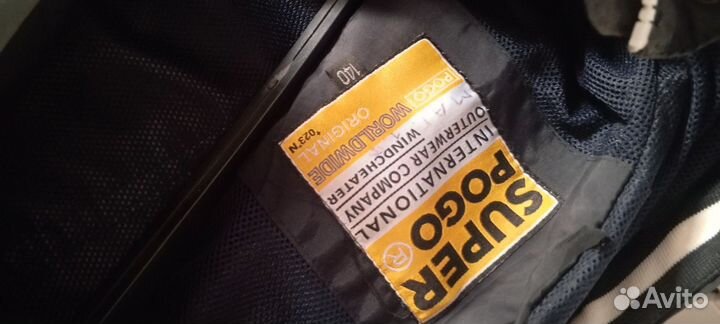 SUPER
POGO ®
INTERNATIONAL
OUTERWEAR COMPANY
WINDCHEATER
[POGO] WORLDWIDE
ORIGINAL
+023°N
140
Avito